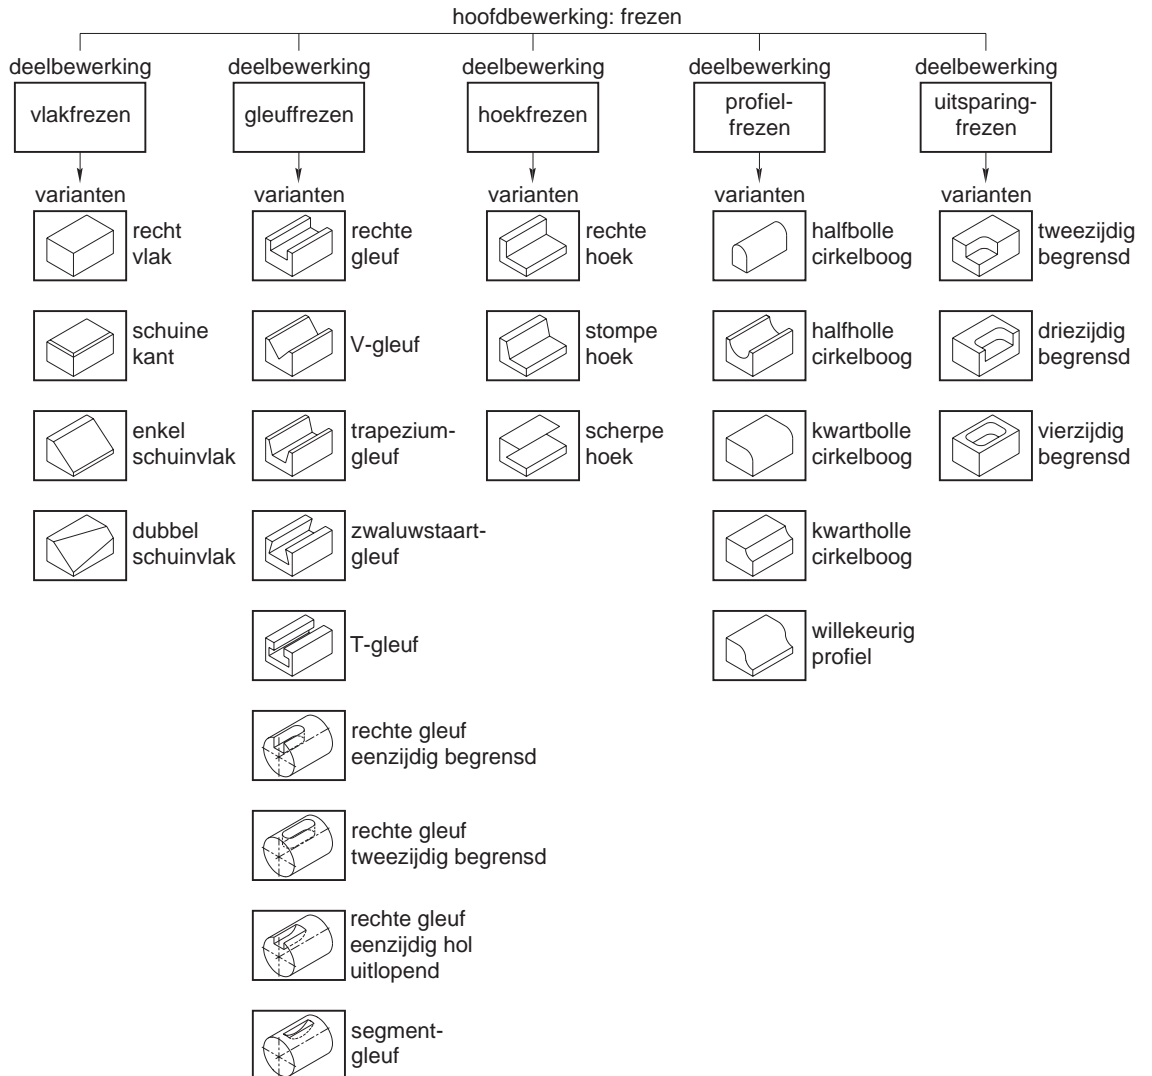 hoofdbewerking: frezen
deelbewerking
vlakfrezen
varianten
recht
vlak
schuine
kant
enkel
schuinvlak
dubbel
schuinvlak
deelbewerking
gleuffrezen
varianten
rechte
gleuf
V-gleuf
trapezium-
gleuf
zwaluwstaart-
gleuf
T-gleuf
rechte gleuf
eenzijdig begrensd
rechte gleuf
tweezijdig begrensd
rechte gleuf
eenzijdig hol
uitlopend
segment-
gleuf
deelbewerking
hoekfrezen
varianten
rechte
hoek
stompe
hoek
scherpe
hoek
deelbewerking
profiel-
frezen
varianten
halfbolle
cirkelboog
halfholle
cirkelboog
kwartbolle
cirkelboog
kwartholle
cirkelboog
willekeurig
profiel
deelbewerking
uitsparing-
frezen
varianten
tweezijdig
begrensd
driezijdig
begrensd
vierzijdig
begrensd